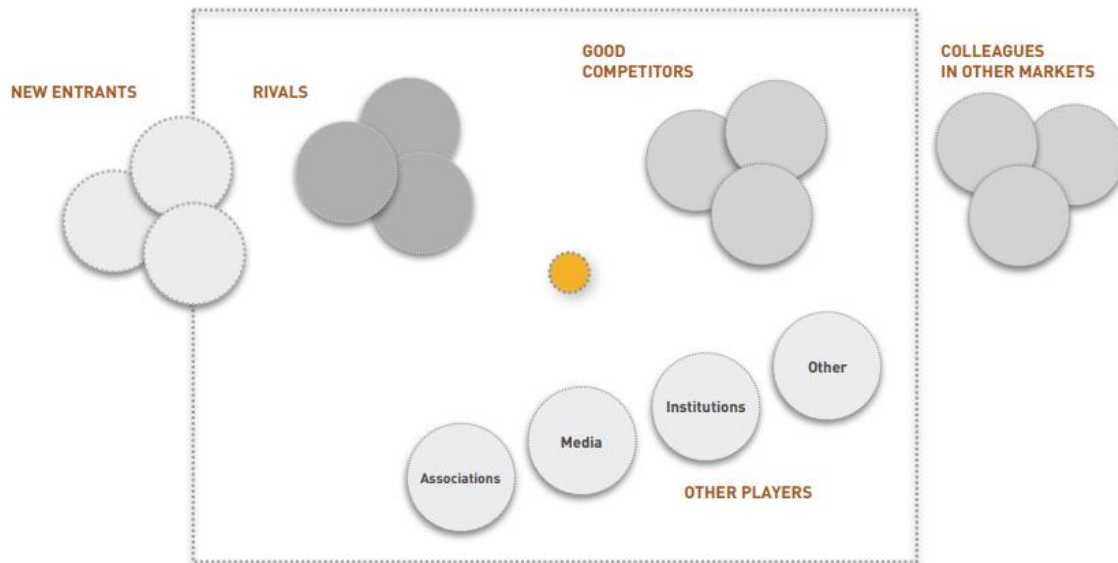 NEW ENTRANTS
RIVALS
GOOD
COMPETITORS
COLLEAGUES
IN OTHER MARKETS
Other
Institutions
Media
Associations
OTHER PLAYERS